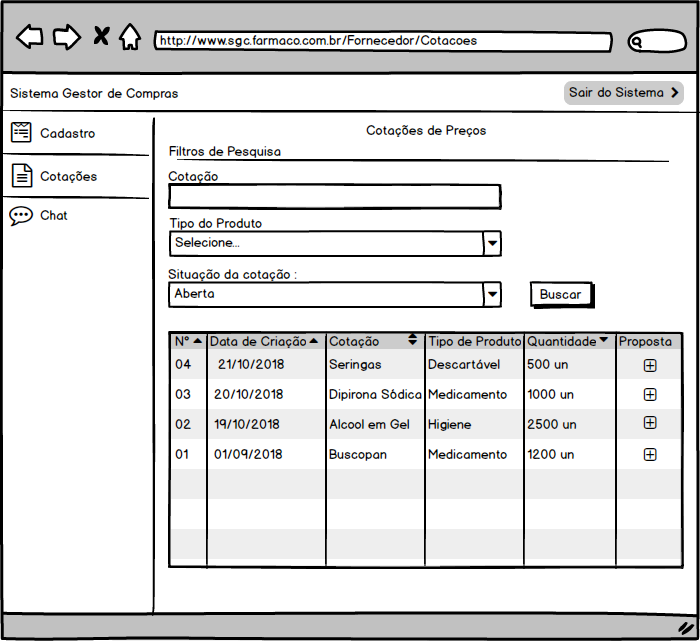 http://www.sgc.farmaco.com.br/Fornecedor/Cotacoes
Sistema Gestor de Compras
Sair do Sistema
Cadastro
Cotações
Chat
Cotações de Preços
Filtros de Pesquisa
Cotação
Tipo do Produto
Selecione...
Situação da cotação :
Aberta
Buscar
Nº Data de Criação Cotação Tipo de Produto Quantidade Proposta
04 21/10/2018 Seringas Descartável 500 un
03 20/10/2018 Dipirona Sódica Medicamento 1000 un
02 19/10/2018 Alcool em Gel Higiene 2500 un
01 01/09/2018 Buscopan Medicamento 1200 un